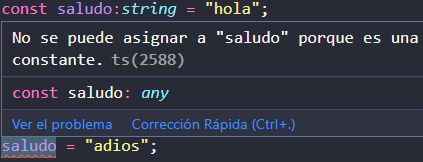 const saludo:string = "hola";
No se puede asignar a "saludo" porque es una
constante. ts(2588)
const saludo: any
Ver el problema Corrección Rápida (Ctrl+.)
saludo = "adios";